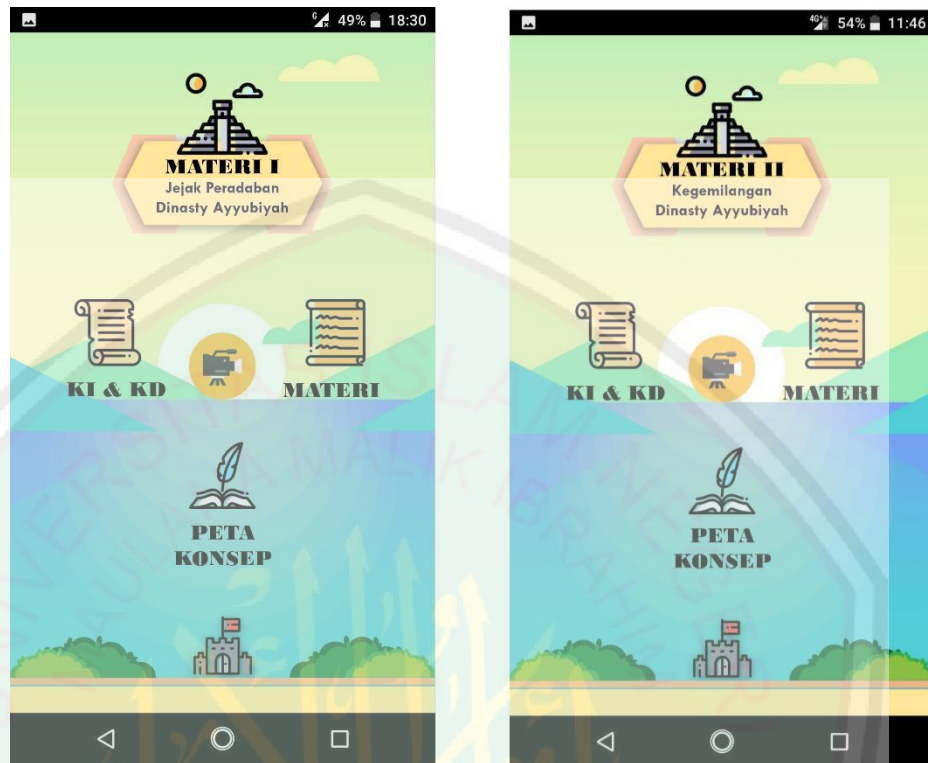 49% 18:30
MATERI I
Jejak Peradaban
Dinasty Ayyubiyah
KI & KD
MATERI
PETA
KONSEP
54% 11:46
MATERI II
Kegemilangan
Dinasty Ayyubiyah
KI & KD
MATERI
PETA
KONSEP